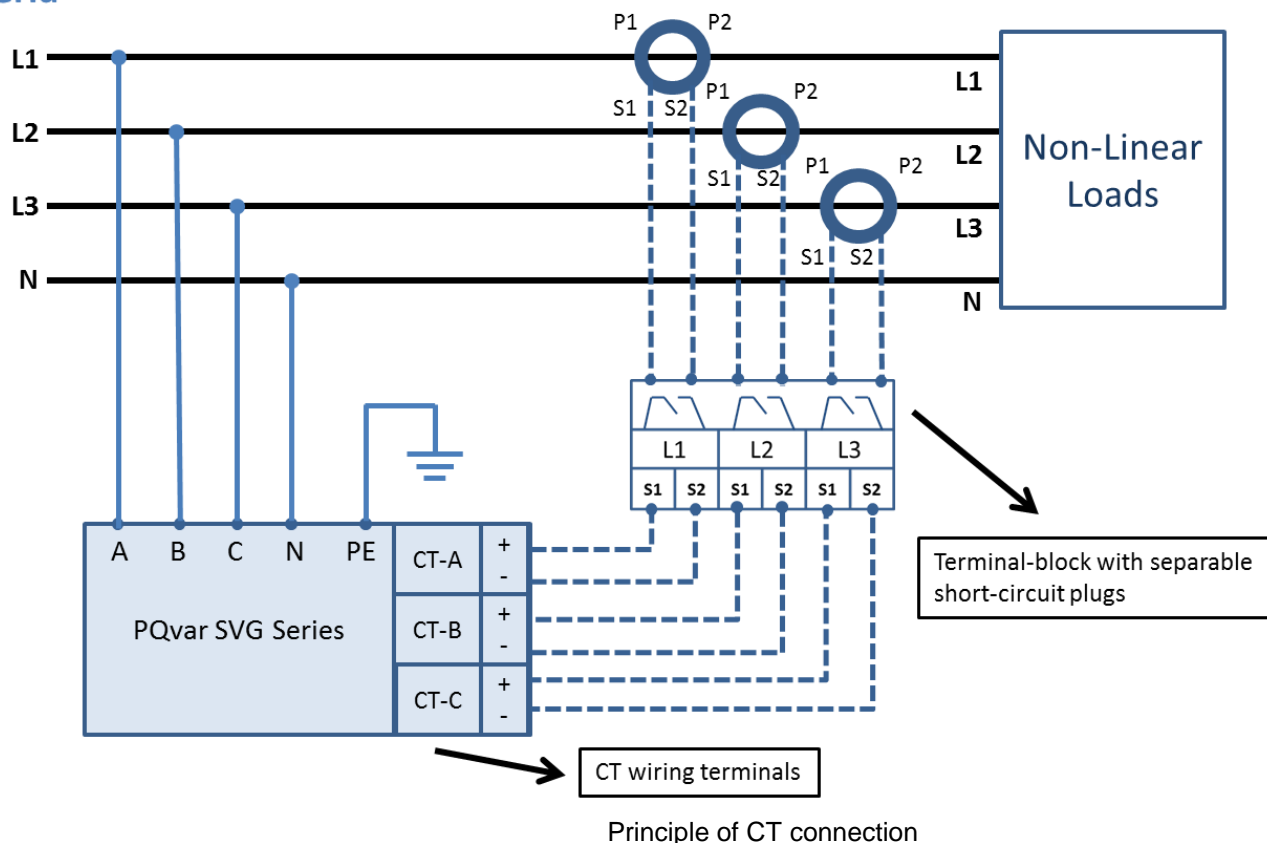 P1 P2
L1
L1
S1 S2 P1 P2
L2
L2
S1 S2 P1 P2
L3
L3
S1 S2
N
N
Non-Linear
Loads
L1 L2 L3
S1 S2 S1 S2 S1 S2
A B C N PE
CT-A + -
CT-B + -
CT-C + -
PQvar SVG Series
Terminal-block with separable
short-circuit plugs
CT wiring terminals
Principle of CT connection